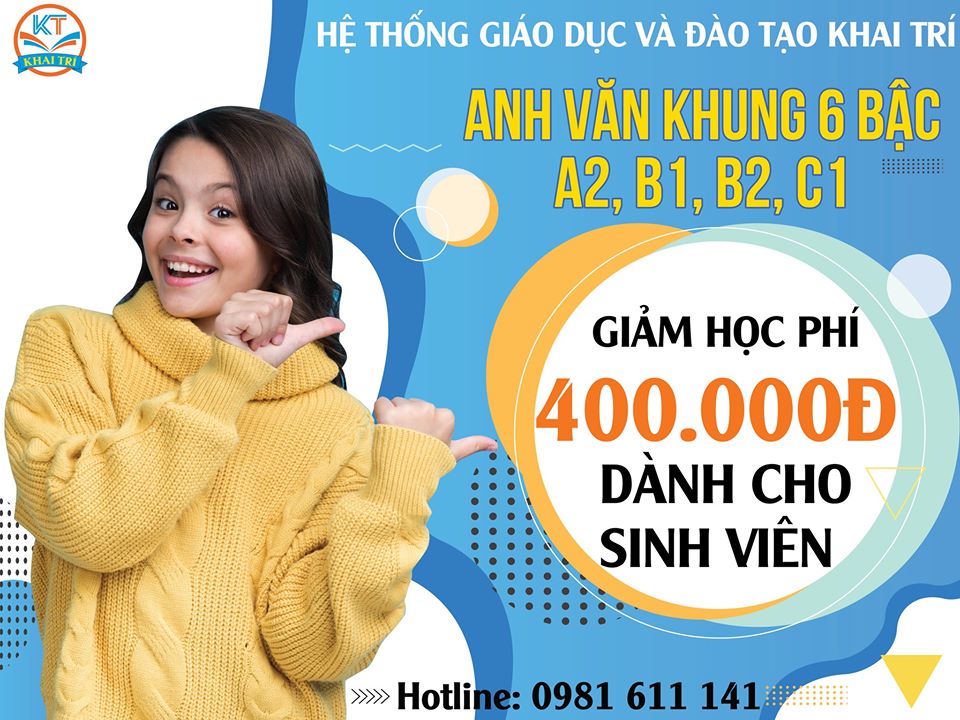 KT
KHAI TRÍ
HỆ THỐNG GIÁO DỤC VÀ ĐÀO TẠO KHAI TRÍ
ANH VĂN KHUNG 6 BẬC
A2, B1, B2, C1
GIẢM HỌC PHÍ
400.000Đ
DÀNH CHO
SINH VIÊN
Hotline: 0981 611 141